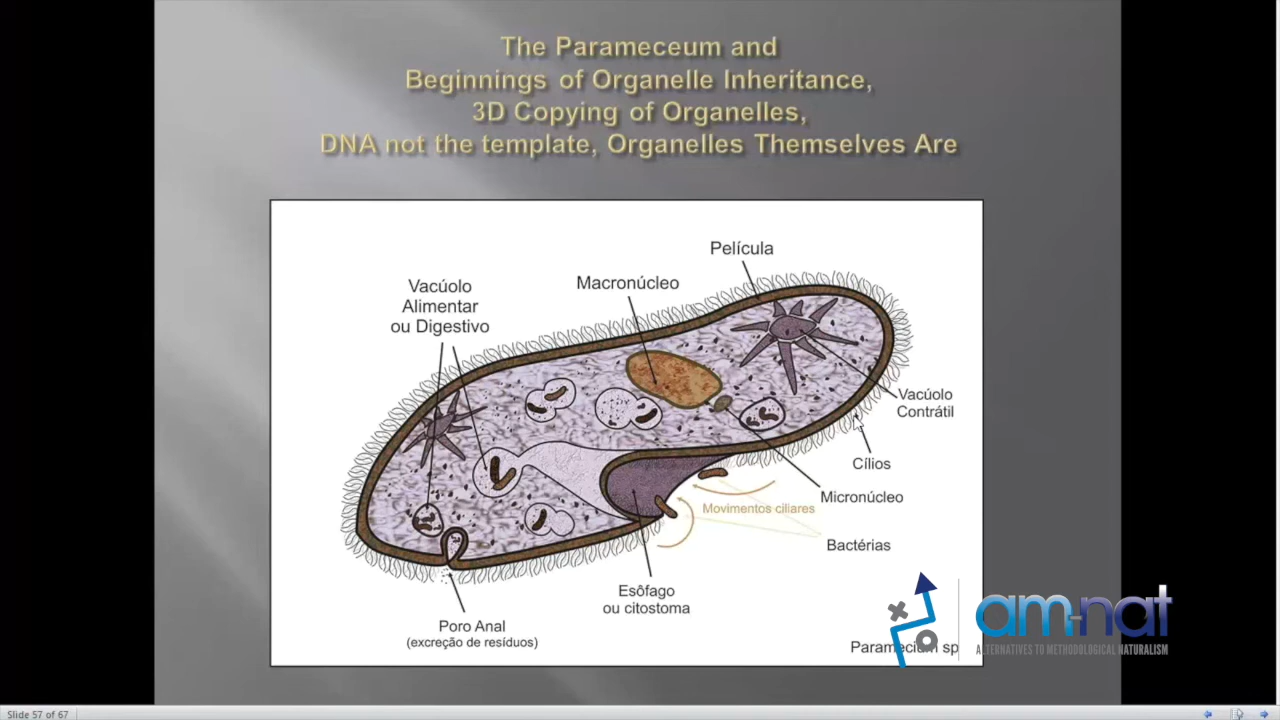 The Parameceum and
Beginnings of Organelle Inheritance,
3D Copying of Organelles,
DNA not the template, Organelles Themselves Are
Película
Macronúcleo
Vacúolo
Alimentar
ou Digestivo
Vacúolo
Contrátil
Cílios
Micronúcleo
Movimentos ciliares
Bactérias
Esôfago
ou citostoma
Poro Anal
(excreção de resíduos)
Paramecium sp
am-nat
ALTERNATIVES TO METHODOLOGICAL NATURALISM
Slide 57 of 67